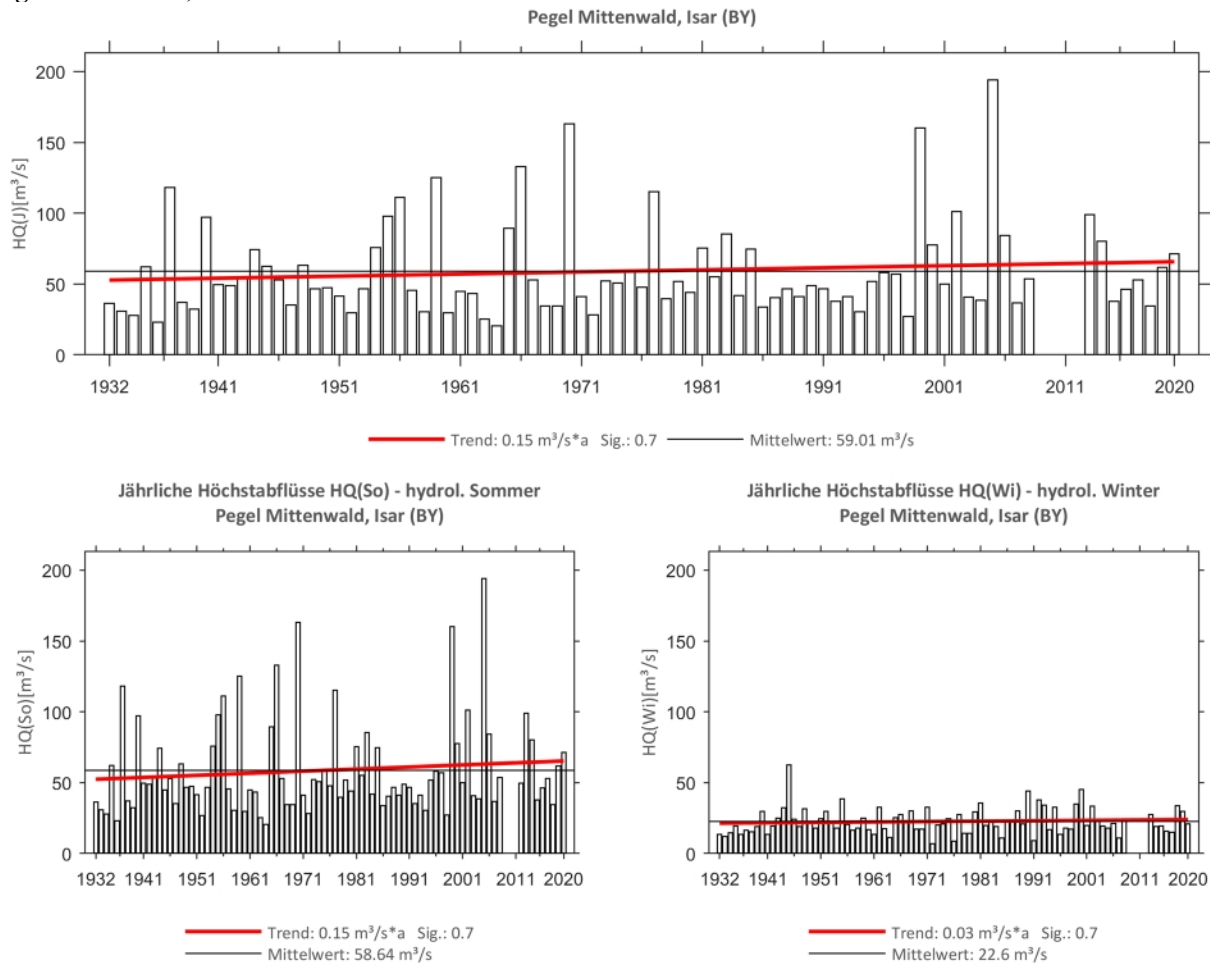 Pegel Mittenwald, Isar (BY)
200
150
100
50
0
HQ(J)[m³/s]
1932 1941 1951 1961 1971 1981 1991 2001 2011 2020
Trend: 0.15 m³/s*a Sig.: 0.7 Mittelwert: 59.01 m³/s
Jährliche Höchstabflüsse HQ(So) - hydrol. Sommer
Pegel Mittenwald, Isar (BY)
200
150
100
50
0
HQ(So)[m³/s]
1932 1941 1951 1961 1971 1981 1991 2001 2011 2020
Trend: 0.15 m³/s*a Sig.: 0.7
Mittelwert: 58.64 m³/s
Jährliche Höchstabflüsse HQ(Wi) - hydrol. Winter
Pegel Mittenwald, Isar (BY)
200
150
100
50
0
HQ(Wi)[m³/s]
1932 1941 1951 1961 1971 1981 1991 2001 2011 2020
Trend: 0.03 m³/s*a Sig.: 0.7
Mittelwert: 22.6 m³/s